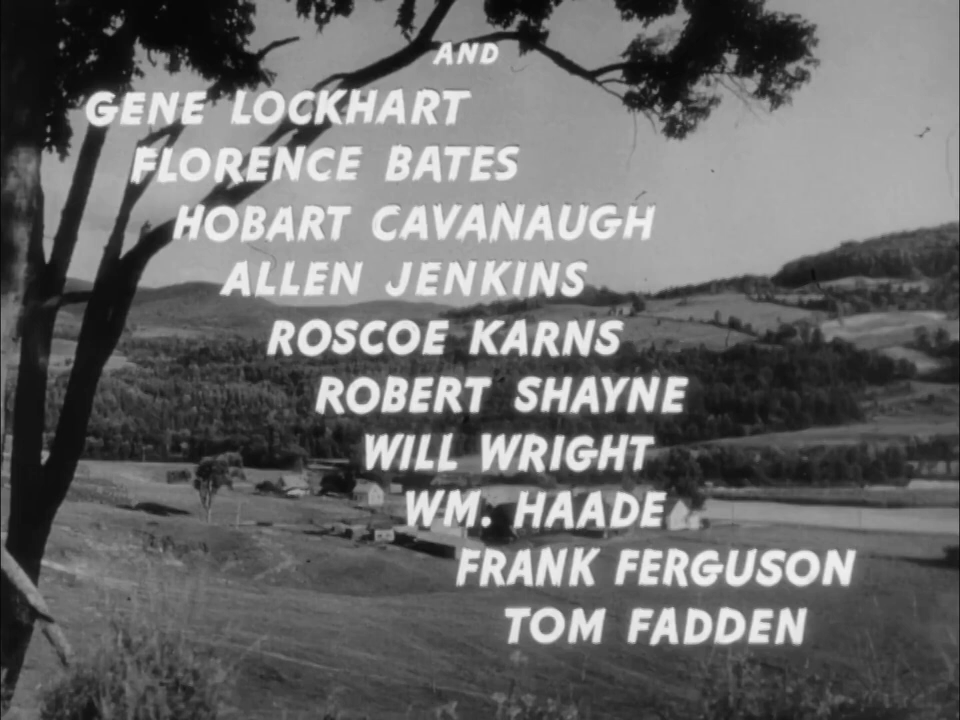 AND
GENE LOCKHART
FLORENCE BATES
HOBART CAVANAUGH
ALLEN JENKINS
ROSCOE KARNS
ROBERT SHAYNE
WILL WRIGHT
WM. HAADE
FRANK FERGUSON
TOM FADDEN